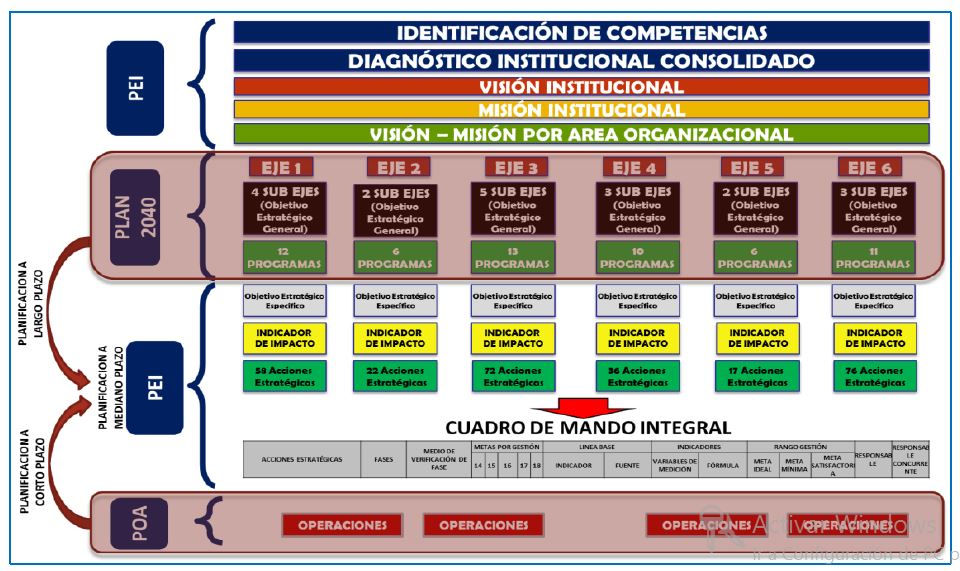 PEI
IDENTIFICACIÓN DE COMPETENCIAS
DIAGNÓSTICO INSTITUCIONAL CONSOLIDADO
VISIÓN INSTITUCIONAL
MISIÓN INSTITUCIONAL
VISIÓN – MISIÓN POR AREA ORGANIZACIONAL
PLAN
2040
EJE 1
EJE 2
EJE 3
EJE 4
EJE 5
EJE 6
4 SUB EJES
(Objetivo
Estratégico
General)
2 SUB EJES
(Objetivo
Estratégico
General)
5 SUB EJES
(Objetivo
Estratégico
General)
3 SUB EJES
(Objetivo
Estratégico
General)
2 SUB EJES
(Objetivo
Estratégico
General)
3 SUB EJES
(Objetivo
Estratégico
General)
12
PROGRAMAS
6
PROGRAMAS
13
PROGRAMAS
10
PROGRAMAS
6
PROGRAMAS
11
PROGRAMAS
PLANIFICACION A
LARGO PLAZO
PLANIFICACION A
MEDIANO PLAZO
PLANIFICACION A
CORTO PLAZO
PEI
Objetivo Estratégico
Específico
Objetivo Estratégico
Específico
Objetivo Estratégico
Específico
Objetivo Estratégico
Específico
Objetivo Estratégico
Específico
Objetivo Estratégico
Específico
INDICADOR
DE IMPACTO
INDICADOR
DE IMPACTO
INDICADOR
DE IMPACTO
INDICADOR
DE IMPACTO
INDICADOR
DE IMPACTO
INDICADOR
DE IMPACTO
58 Acciones
Estratégicas
22 Acciones
Estratégicas
72 Acciones
Estratégicas
36 Acciones
Estratégicas
17 Acciones
Estratégicas
76 Acciones
Estratégicas
CUADRO DE MANDO INTEGRAL
ACCIONES ESTRATÉGICAS
FASES
MEDIO DE
VERIFICACIÓN DE
FASE
METAS POR GESTIÓN
14 15 16 17 18
LINEA BASE
INDICADOR
FUENTE
INDICADORES
VARIABLES DE
MEDICIÓN
FÓRMULA
RANGO GESTIÓN
META
IDEAL
META
MÍNIMA
META
SATISFACTORI
A
RESPONSAB
LE
RESPONSAB
LE
CONCURRE
NTE
POA
OPERACIONES
OPERACIONES
OPERACIONES
OPERACIONES
Activar Windows
Ir a Configuración de PC p